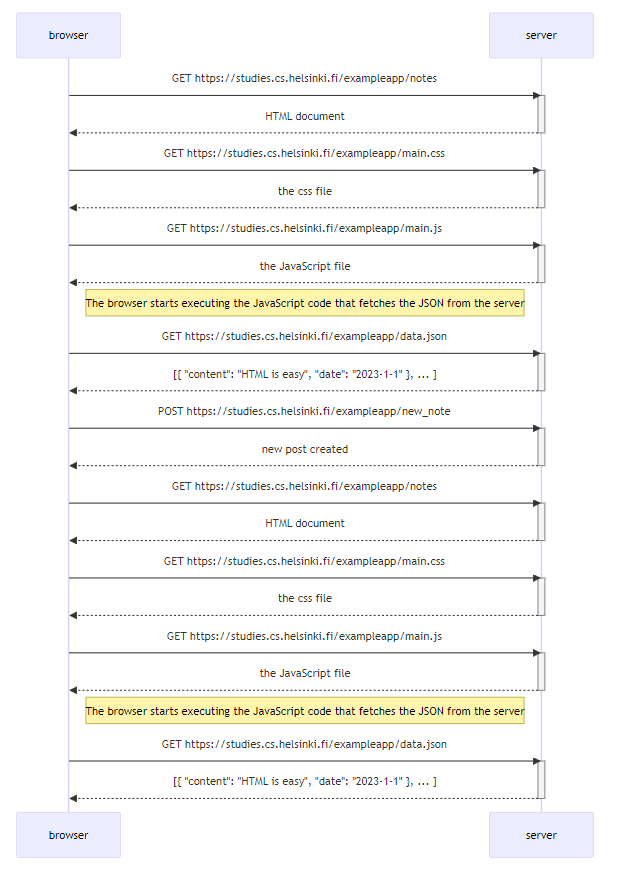 browser server
GET https://studies.cs.helsinki.fi/exampleapp/notes
HTML document
GET https://studies.cs.helsinki.fi/exampleapp/main.css
the css file
GET https://studies.cs.helsinki.fi/exampleapp/main.js
the JavaScript file
The browser starts executing the JavaScript code that fetches the JSON from the server
GET https://studies.cs.helsinki.fi/exampleapp/data.json
[{ "content": "HTML is easy", "date": "2023-1-1" }, ... ]
POST https://studies.cs.helsinki.fi/exampleapp/new_note
new post created
GET https://studies.cs.helsinki.fi/exampleapp/notes
HTML document
GET https://studies.cs.helsinki.fi/exampleapp/main.css
the css file
GET https://studies.cs.helsinki.fi/exampleapp/main.js
the JavaScript file
The browser starts executing the JavaScript code that fetches the JSON from the server
GET https://studies.cs.helsinki.fi/exampleapp/data.json
[{ "content": "HTML is easy", "date": "2023-1-1" }, ... ]
browser server